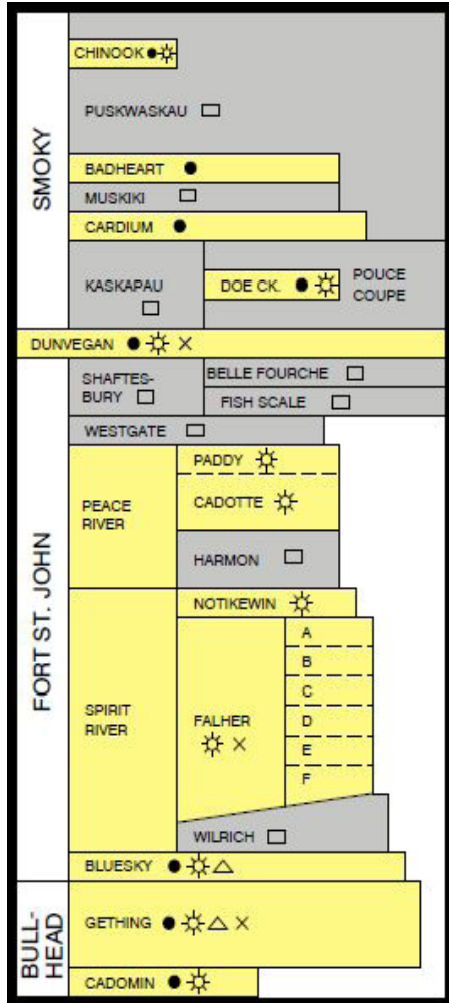 SMOKY
CHINOOK
PUSKWASKAU
BADHEART
MUSKIKI
CARDIUM
KASKAPAU
DOE CK.
POUCE
COUPE
DUNVEGAN
FORT ST. JOHN
SHAFTES-
BURY
BELLE FOURCHE
FISH SCALE
WESTGATE
PEACE
RIVER
PADDY
CADOTTE
HARMON
SPIRIT
RIVER
NOTIKEWIN
FALHER
A
B
C
D
E
F
WILRICH
BLUESKY
BULL-
HEAD
GETHING
CADOMIN